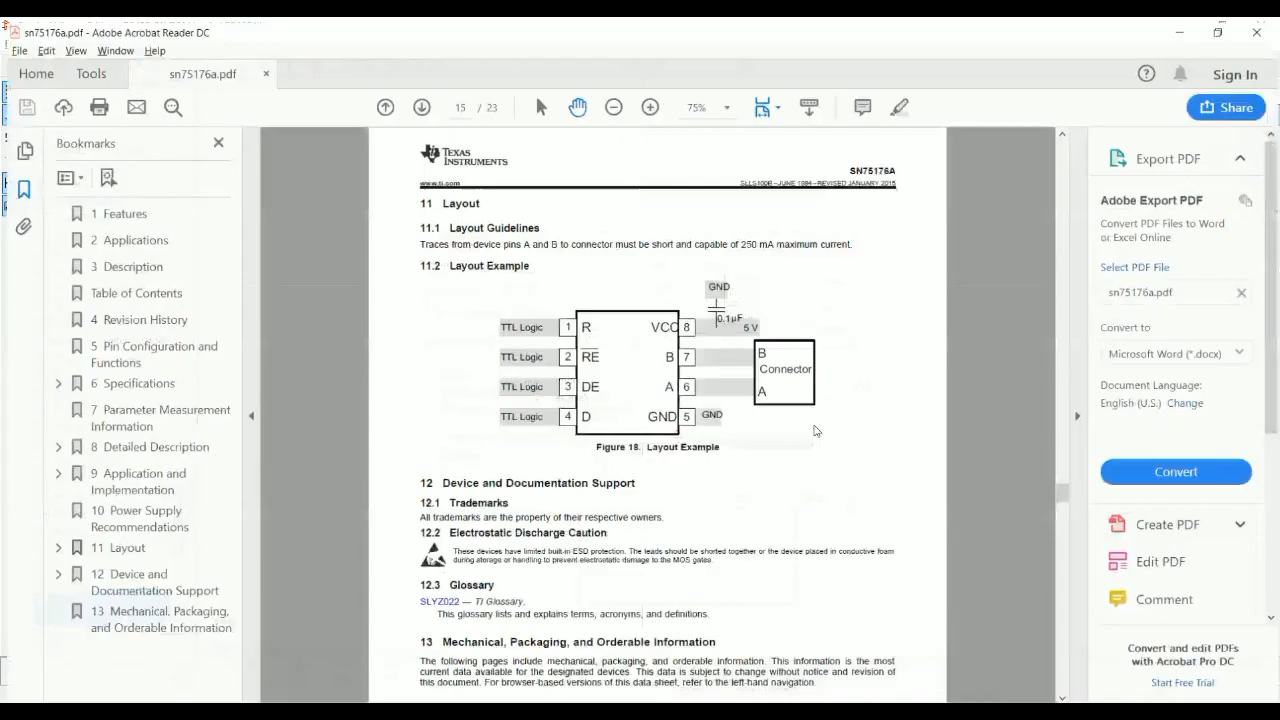 sn75176a.pdf - Adobe Acrobat Reader DC
File Edit View Window Help
Home Tools sn75176a.pdf ×
Sign In
15 / 23
75%
Share
Bookmarks
1 Features
2 Applications
3 Description
Table of Contents
4 Revision History
5 Pin Configuration and
Functions
6 Specifications
7 Parameter Measurement
Information
8 Detailed Description
9 Application and
Implementation
10 Power Supply
Recommendations
11 Layout
12 Device and
Documentation Support
13 Mechanical, Packaging,
and Orderable Information
TEXAS
INSTRUMENTS
SN75176A
www.ti.com
SLLS100B–JUNE 1984–REVISED JANUARY 2015
11 Layout
11.1 Layout Guidelines
Traces from device pins A and B to connector must be short and capable of 250 mA maximum current.
11.2 Layout Example
GND
0.1µF
5 V
TTL Logic 1 R VCC 8
TTL Logic 2 RE B 7
TTL Logic 3 DE A 6
TTL Logic 4 D GND 5 GND
B
Connector
A
Figure 18. Layout Example
12 Device and Documentation Support
12.1 Trademarks
All trademarks are the property of their respective owners.
12.2 Electrostatic Discharge Caution
These devices have limited built-in ESD protection. The leads should be shorted together or the device placed in conductive foam
during storage or handling to prevent electrostatic damage to the MOS gates.
12.3 Glossary
SLYZ022 — TI Glossary.
This glossary lists and explains terms, acronyms, and definitions.
13 Mechanical, Packaging, and Orderable Information
The following pages include mechanical, packaging, and orderable information. This information is the most
current data available for the designated devices. This data is subject to change without notice and revision of
this document. For browser-based versions of this data sheet, refer to the left-hand navigation.
Export PDF
Adobe Export PDF
Convert PDF Files to Word
or Excel Online
Select PDF File
sn75176a.pdf
Convert to
Microsoft Word (*.docx)
Document Language:
English (U.S.) Change
Convert
Create PDF
Edit PDF
Comment
Convert and edit PDFs
with Acrobat Pro DC
Start Free Trial